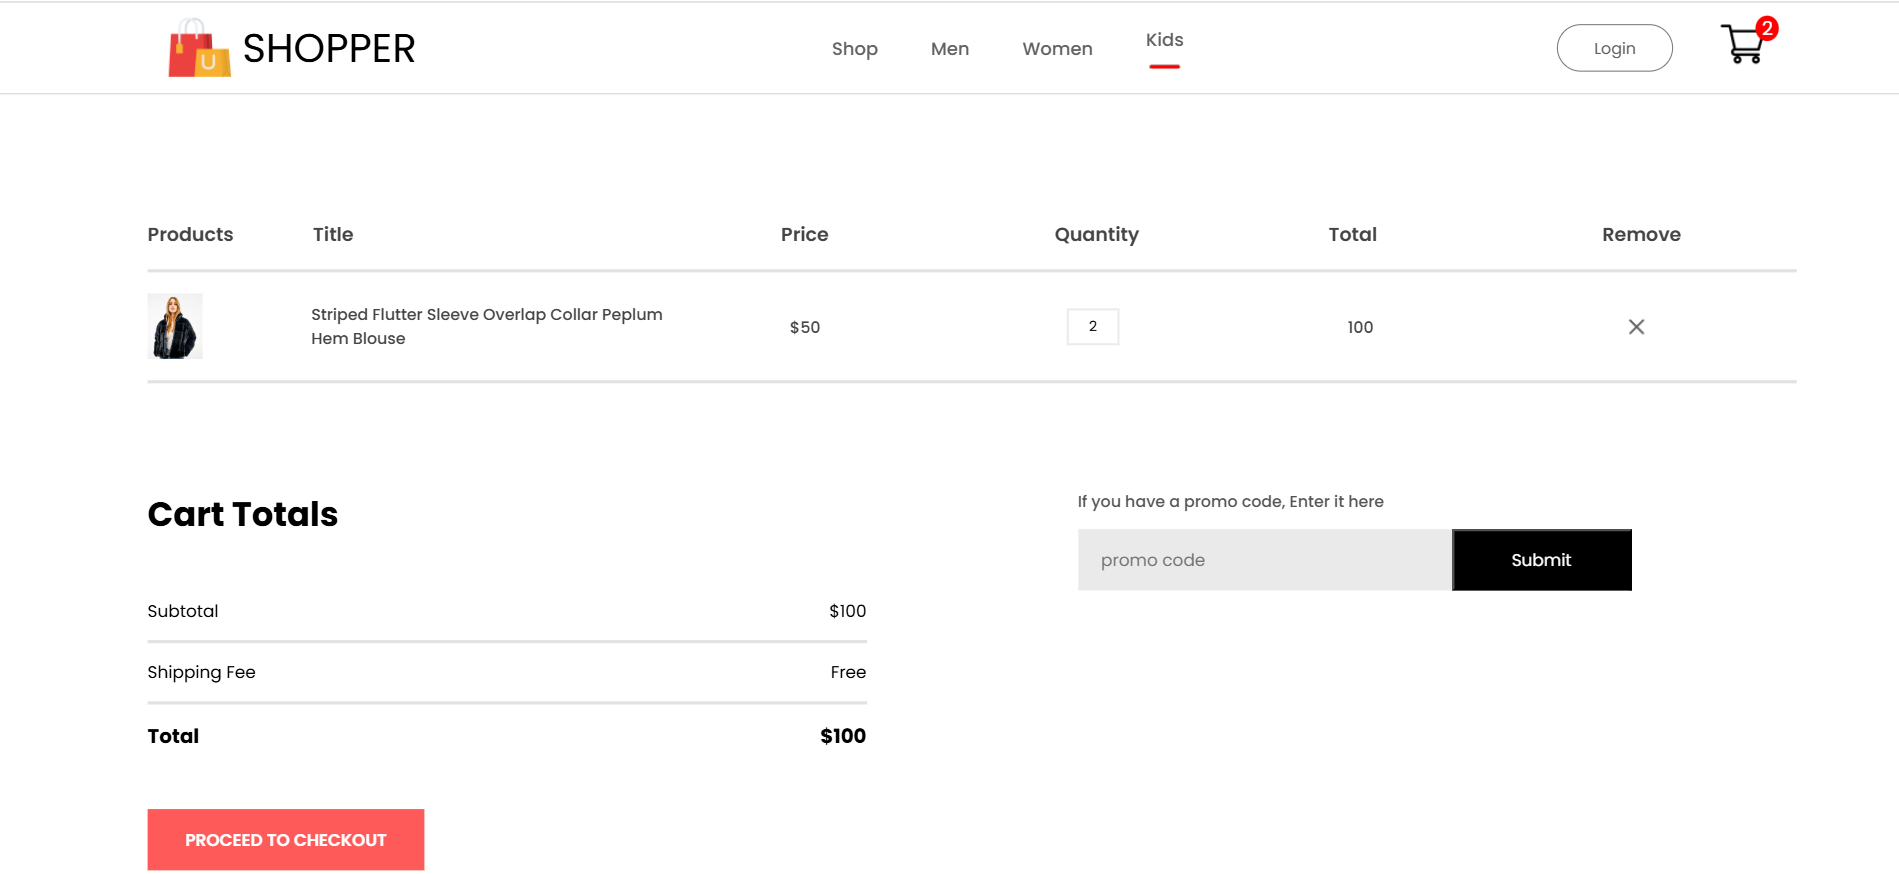 SHOPPER
Shop Men Women Kids
Login
2
Products Title Price Quantity Total Remove
Striped Flutter Sleeve Overlap Collar Peplum
Hem Blouse
$50 2 100
Cart Totals
If you have a promo code, Enter it here
promo code Submit
Subtotal $100
Shipping Fee Free
Total $100
PROCEED TO CHECKOUT